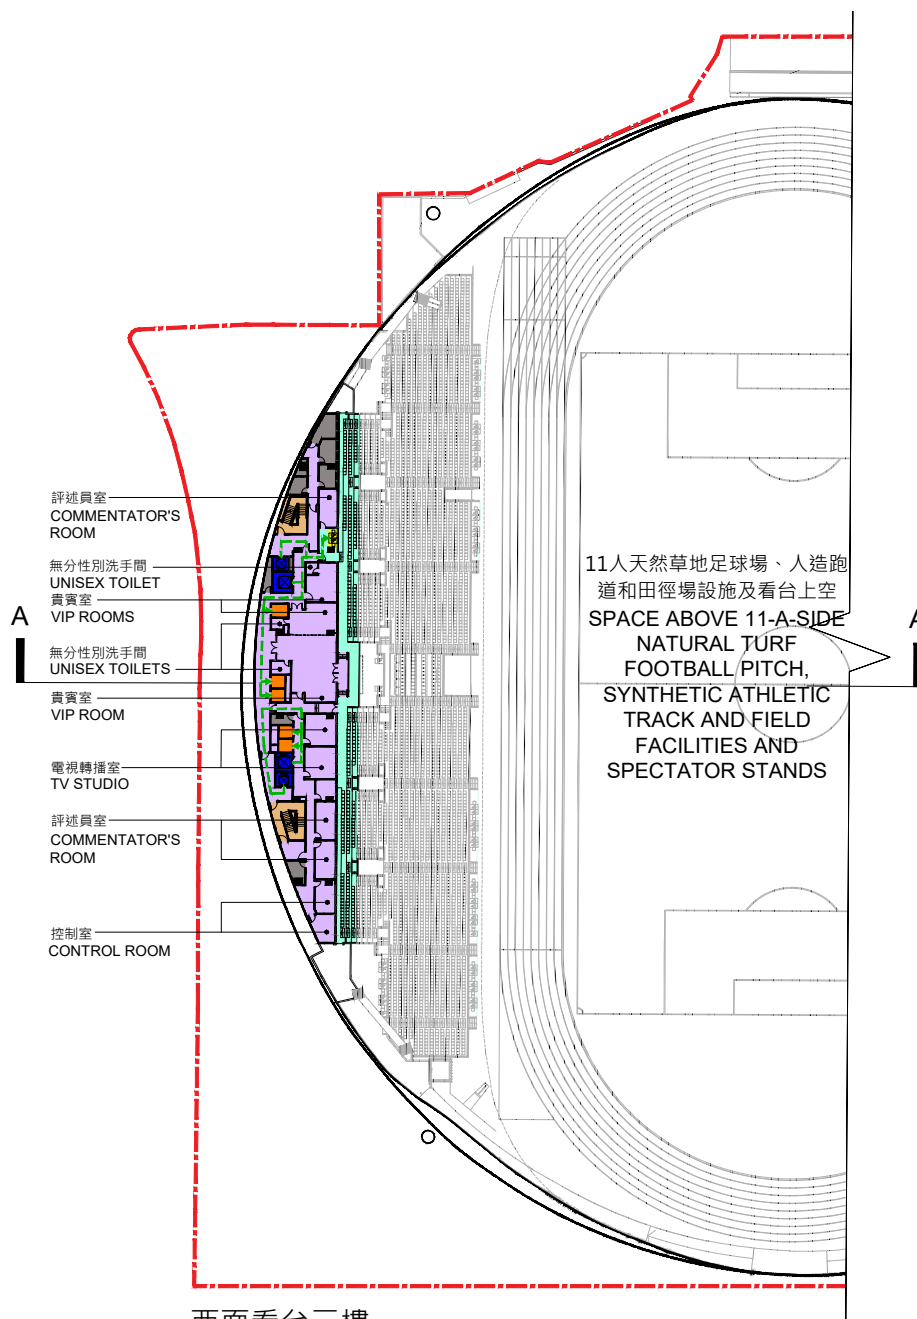 評述員室
COMMENTATOR'S
ROOM
無分性別洗手間
UNISEX TOILET
貴賓室
VIP ROOMS
A
無分性別洗手間
UNISEX TOILETS
貴賓室
VIP ROOM
電視轉播室
TV STUDIO
評述員室
COMMENTATOR'S
ROOM
控制室
CONTROL ROOM
11人天然草地足球場、人造跑
道和田徑場設施及看台上空
SPACE ABOVE 11-A-SIDE
NATURAL TURF
FOOTBALL PITCH,
SYNTHETIC ATHLETIC
TRACK AND FIELD
FACILITIES AND
SPECTATOR STANDS
A